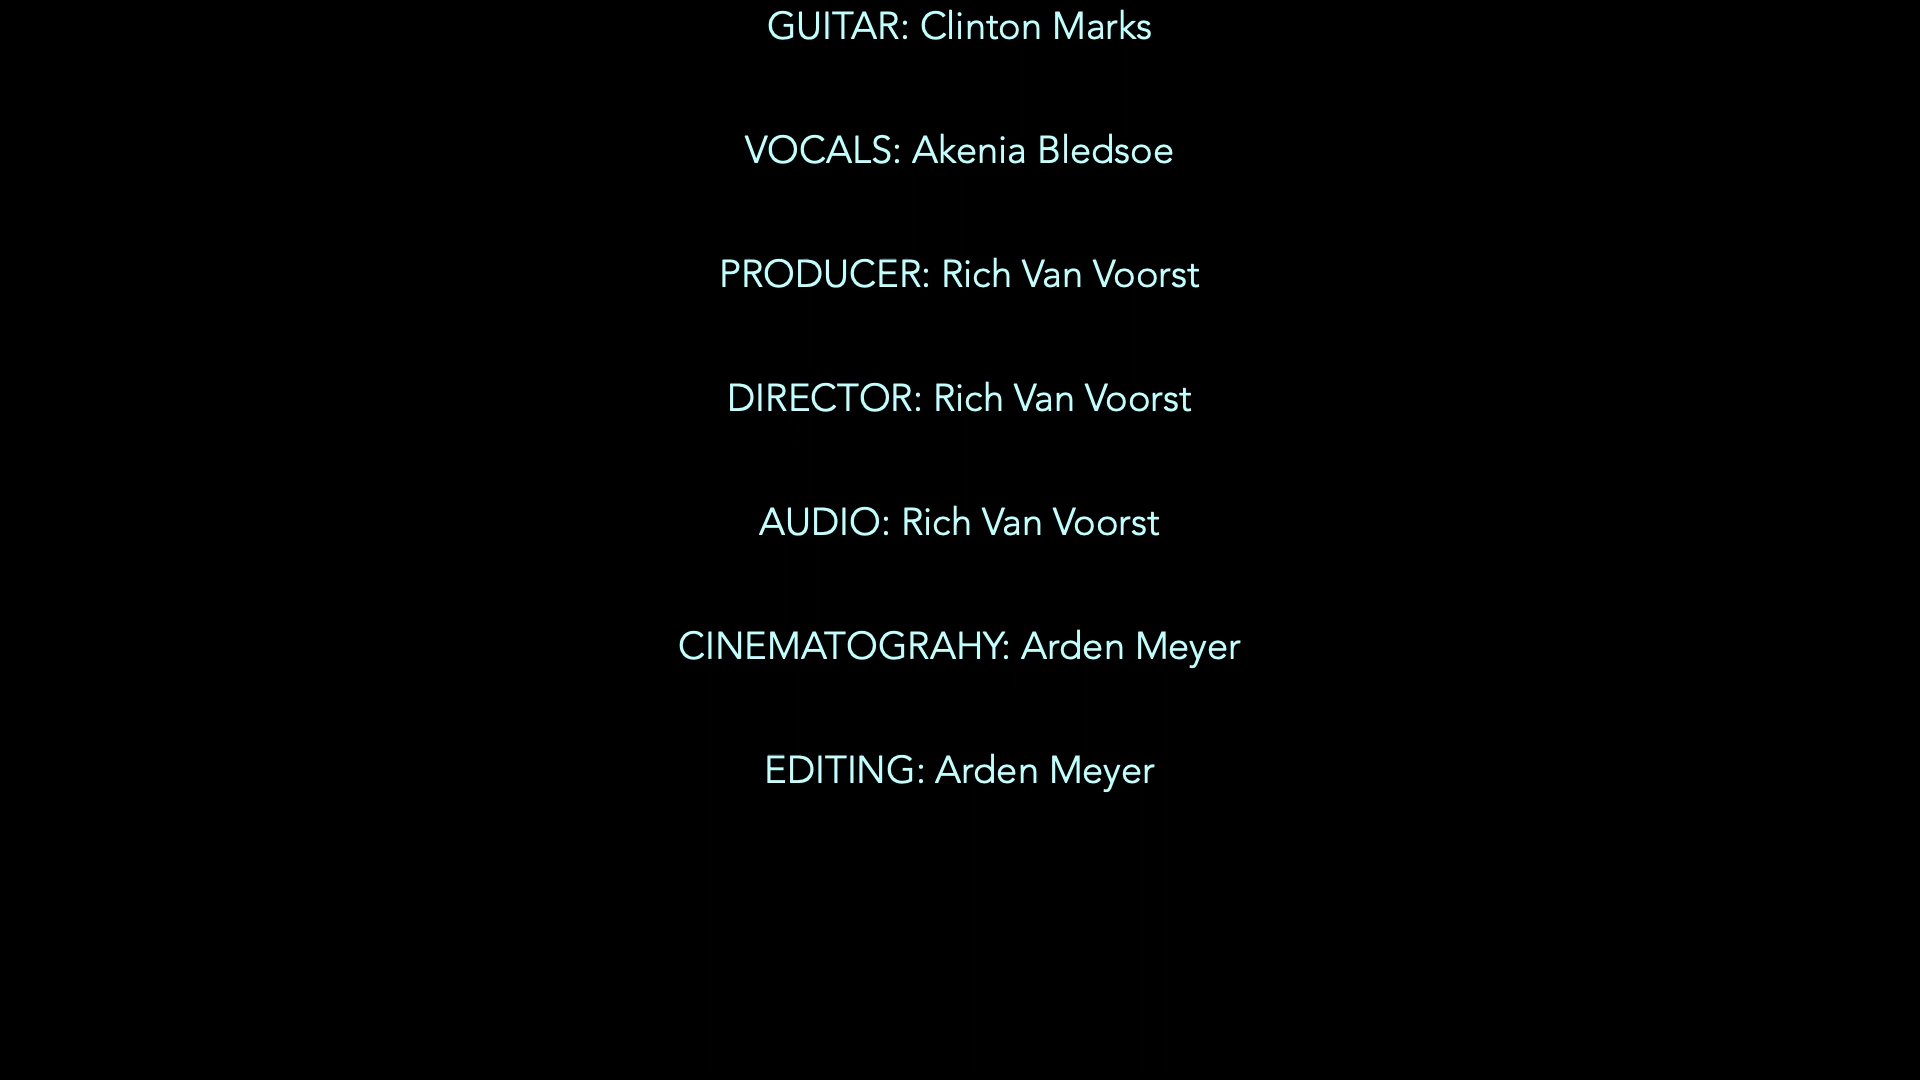 GUITAR: Clinton Marks
VOCALS: Akenia Bledsoe
PRODUCER: Rich Van Voorst
DIRECTOR: Rich Van Voorst
AUDIO: Rich Van Voorst
CINEMATOGRAHY: Arden Meyer
EDITING: Arden Meyer